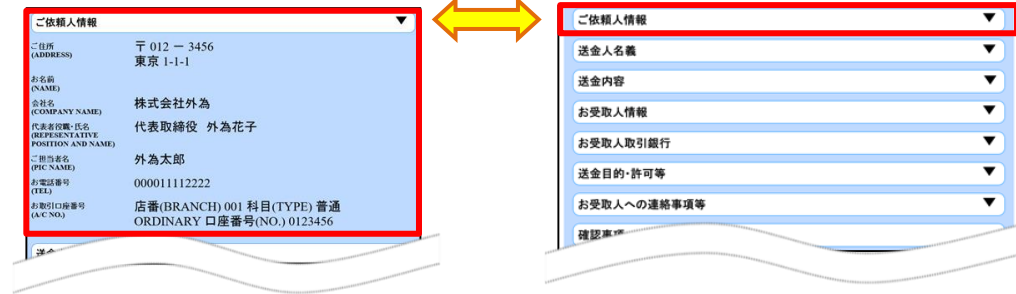 ご依頼人情報 ▼
ご住所
(ADDRESS)
〒 012 － 3456
東京 1-1-1
お名前
(NAME)
会社名
(COMPANY NAME)
株式会社外為
代表者役職･氏名
(REPESENTATIVE
POSITION AND NAME)
代表取締役 外為花子
ご担当者名
(PIC NAME)
外為太郎
お電話番号
(TEL)
000011112222
お取引口座番号
(A/C NO.)
店番(BRANCH) 001 科目(TYPE) 普通
ORDINARY 口座番号(NO.) 0123456
ご依頼人情報 ▼
送金人名義 ▼
送金内容 ▼
お受取人情報 ▼
お受取人取引銀行 ▼
送金目的･許可等 ▼
お受取人への連絡事項等 ▼
確認事項